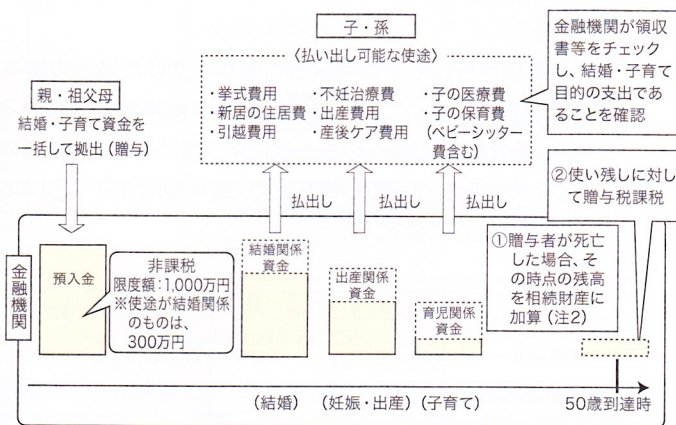 子・孫
〈払い出し可能な使途〉
・挙式費用
・新居の住居費
・引越費用
・不妊治療費
・出産費用
・産後ケア費用
・子の医療費
・子の保育費
(ベビーシッター
費含む)
金融機関が領収
書等をチェック
し、結婚・子育て
目的の支出であ
ることを確認
親・祖父母
結婚・子育て資金を
一括して拠出(贈与)
払出し
払出し
払出し
②使い残しに対し
て贈与税課税
金融機関
預入金
非課税
限度額:1,000万円
※使途が結婚関係
のものは、
300万円
結婚関係
資金
出産関係
資金
育児関係
資金
①贈与者が死亡
した場合、そ
の時点の残高
を相続財産に
加算(注2)
(結婚)
(妊娠・出産)
(子育て)
50歳到達時